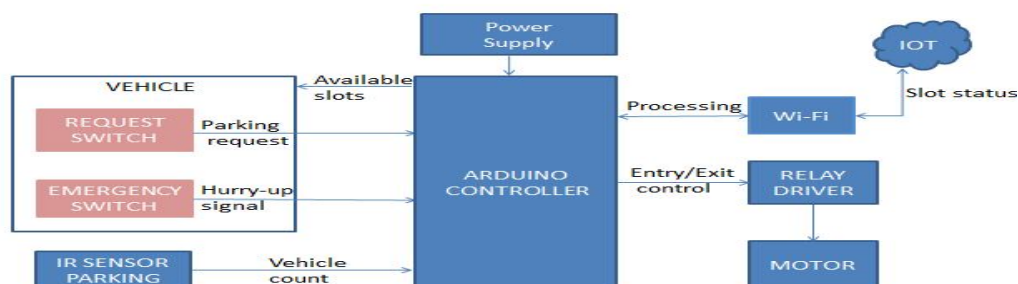 Power
Supply
IOT
VEHICLE
Available
slots
REQUEST
SWITCH
Parking
request
EMERGENCY
SWITCH
Hurry-up
signal
IR SENSOR
PARKING
Vehicle
count
ARDUINO
CONTROLLER
Processing
Wi-Fi
Slot status
Entry/Exit
control
RELAY
DRIVER
MOTOR